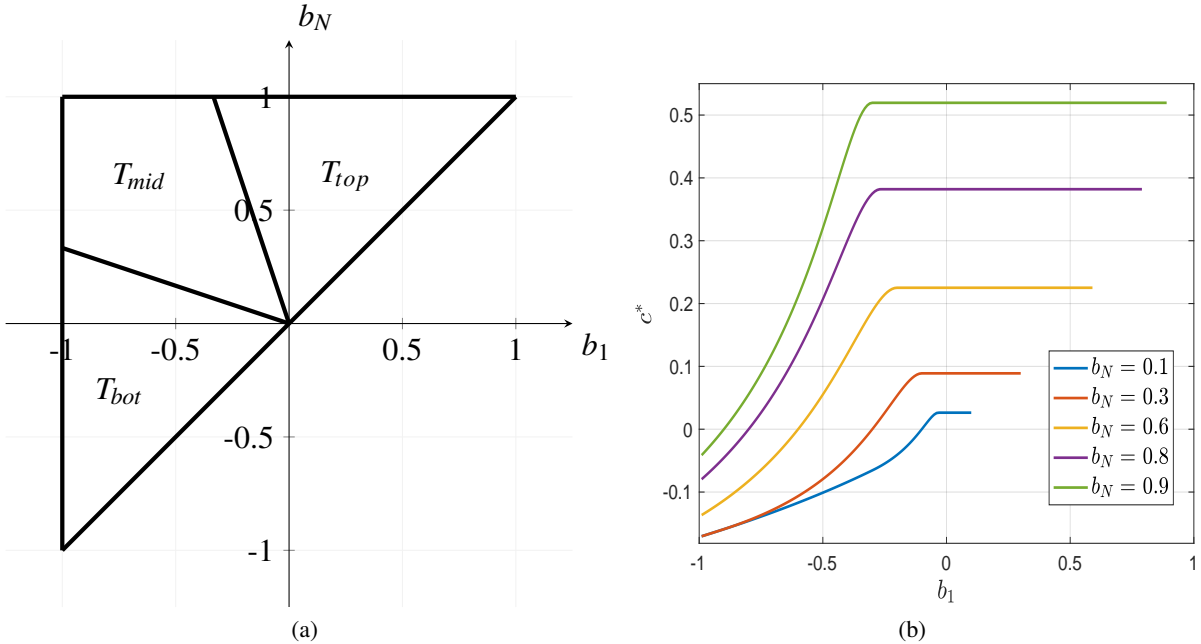 b_N
1
T_mid
T_top
0.5
-1
-0.5
0.5
1
b_1
T_bot
-0.5
-1
(a)
0.5
0.4
0.3
0.2
0.1
0
-0.1
c*
b_N = 0.1
b_N = 0.3
b_N = 0.6
b_N = 0.8
b_N = 0.9
-1
-0.5
0
0.5
1
b_1
(b)